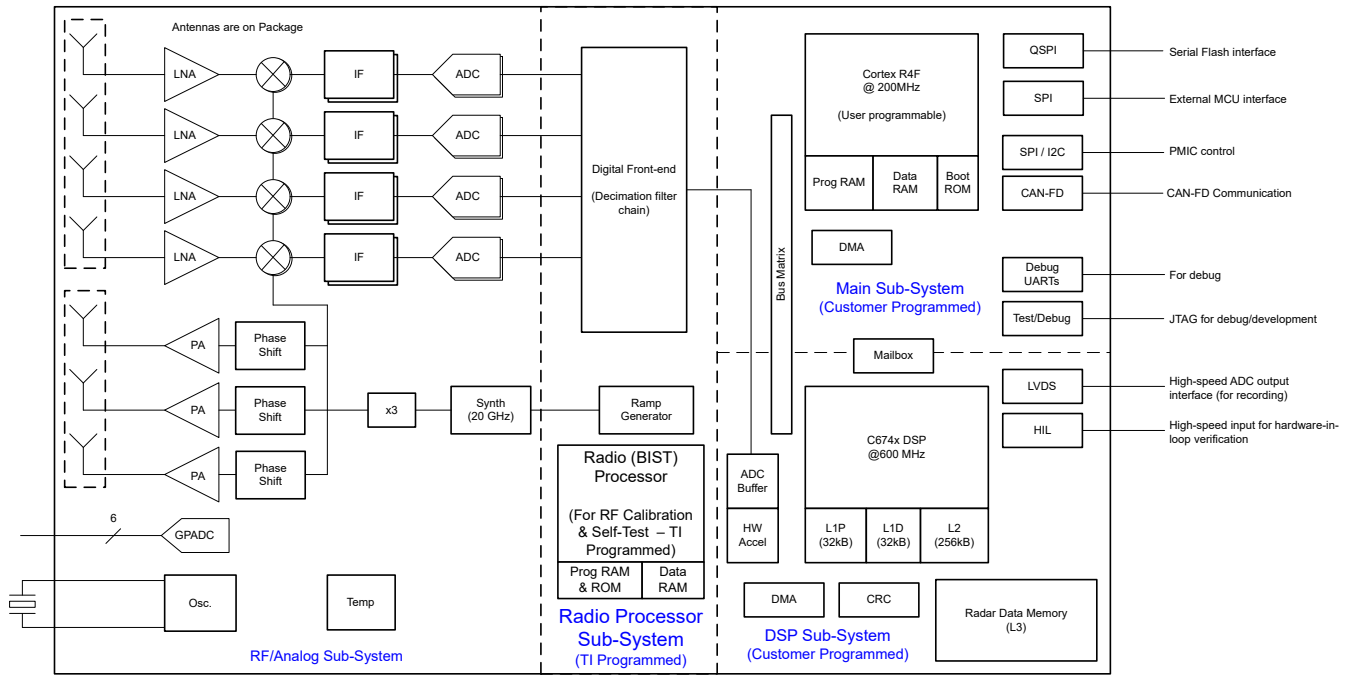 Antennas are on Package
LNA
IF
ADC
LNA
IF
ADC
LNA
IF
ADC
LNA
IF
ADC
PA
Phase
Shift
PA
Phase
Shift
PA
Phase
Shift
x3
Synth
(20 GHz)
6
GPADC
Osc.
Temp
RF/Analog Sub-System
Digital Front-end
(Decimation filter
chain)
Ramp
Generator
Radio (BIST)
Processor
(For RF Calibration
& Self-Test – TI
Programmed)
Prog RAM
& ROM
Data
RAM
Radio Processor
Sub-System
(TI Programmed)
Bus Matrix
Cortex R4F
@ 200MHz
(User programmable)
Prog RAM
Data
RAM
Boot
ROM
DMA
Main Sub-System
(Customer Programmed)
QSPI
Serial Flash interface
SPI
External MCU interface
SPI / I2C
PMIC control
CAN-FD
CAN-FD Communication
Debug
UARTs
For debug
Test/Debug
JTAG for debug/development
Mailbox
LVDS
High-speed ADC output
interface (for recording)
HIL
High-speed input for hardware-in-
loop verification
C674x DSP
@600 MHz
L1P
(32kB)
L1D
(32kB)
L2
(256kB)
ADC
Buffer
HW
Accel
DMA
CRC
Radar Data Memory
(L3)
DSP Sub-System
(Customer Programmed)